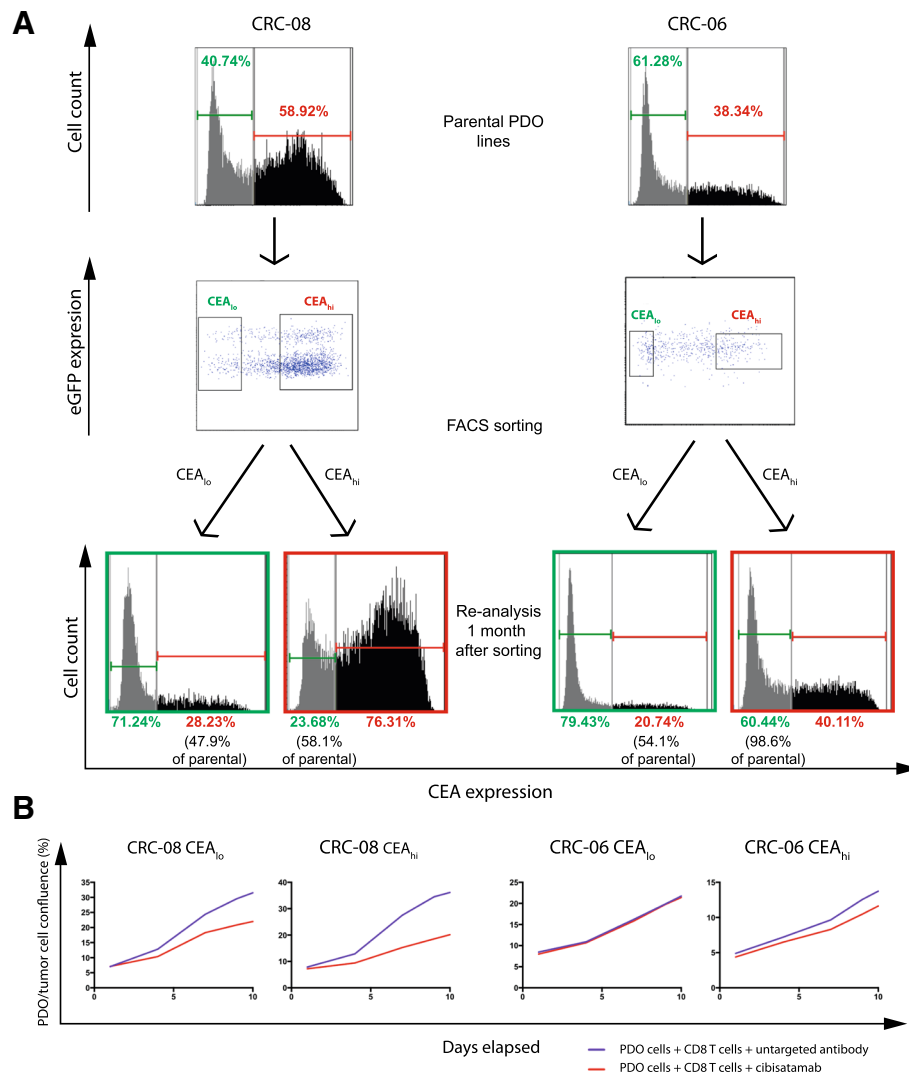 A
CRC-08
CRC-06
Cell count
40.74%
58.92%
Parental PDO
lines
61.28%
38.34%
eGFP expresion
CEAlo
CEAhi
CEAlo
CEAhi
FACS sorting
CEAlo
CEAhi
CEAlo
CEAhi
Cell count
Re-analysis
1 month
after sorting
71.24%
28.23%
(47.9%
of parental)
23.68%
76.31%
(58.1%
of parental)
79.43%
20.74%
(54.1%
of parental)
60.44%
40.11%
(98.6%
of parental)
CEA expression
B
PDO/tumor cell confluence (%)
CRC-08 CEAlo
CRC-08 CEAhi
CRC-06 CEAlo
CRC-06 CEAhi
35
30
25
20
15
10
5
0
0
5
10
40
30
20
10
0
0
5
10
25
20
15
10
5
0
0
5
10
15
10
5
0
0
5
10
Days elapsed
PDO cells + CD8 T cells + untargeted antibody
PDO cells + CD8 T cells + cibisatamab